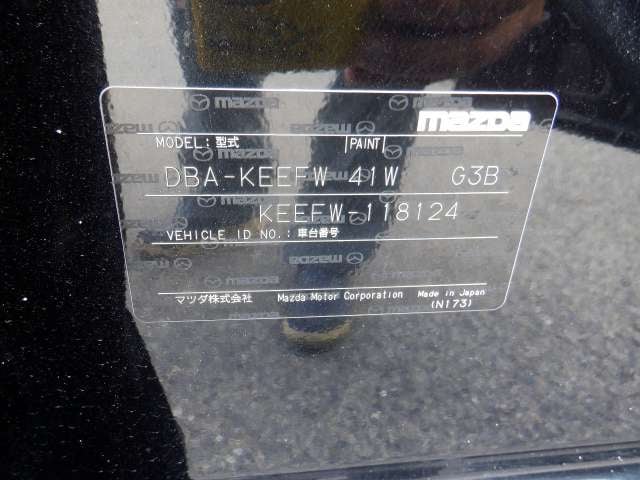 mazda
MODEL:型式 PAINT
DBA-KEEFW 41W G3B
KEEFW-118124
VEHICLE ID NO.:車台番号
マツダ株式会社 Mazda Motor Corporation Made in Japan
(N173)